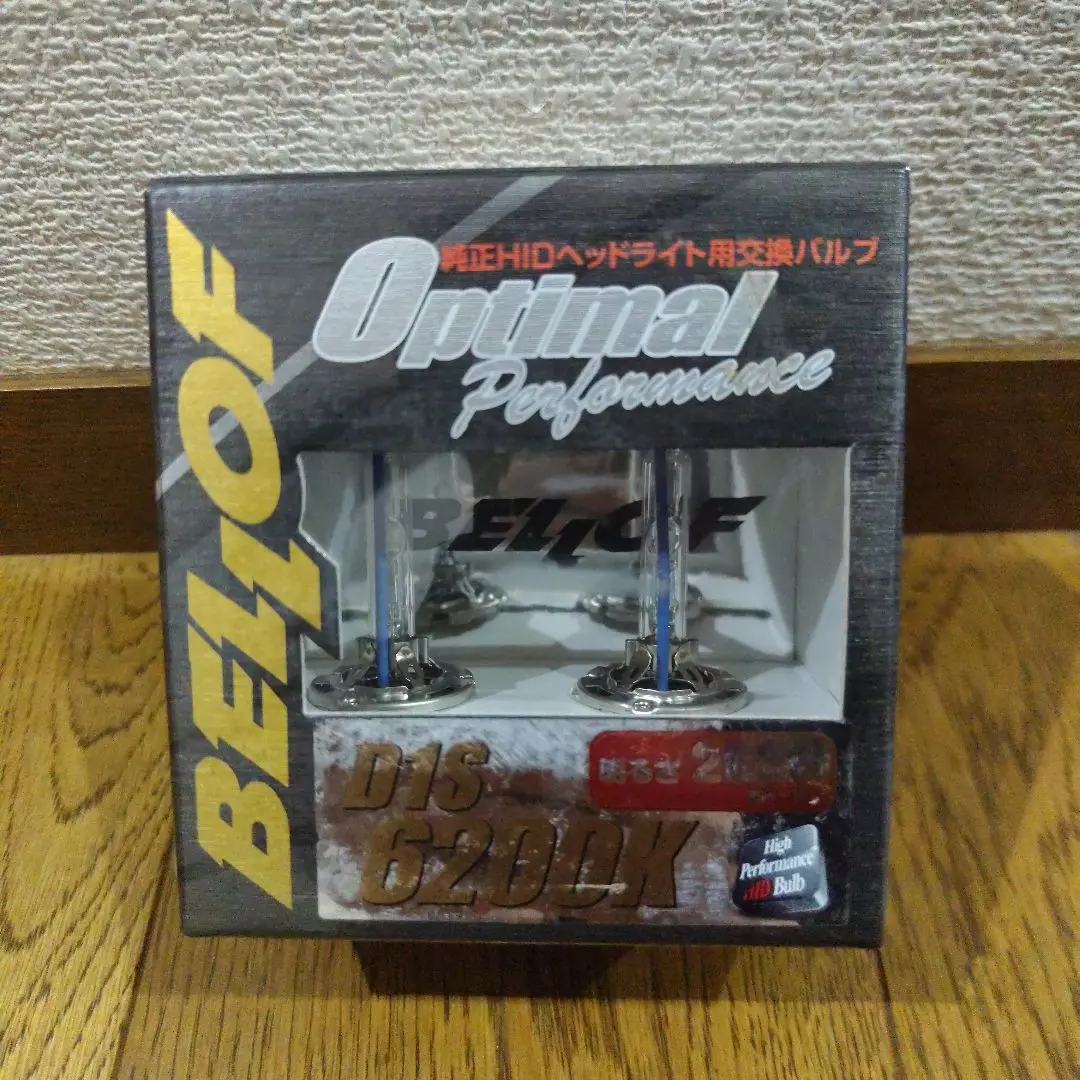 BELLOF
純正HIDヘッドライト用交換バルブ
Optimal
Performance
BELLOF
D1S
6200K
明るさ
High
Performance
HID Bulb